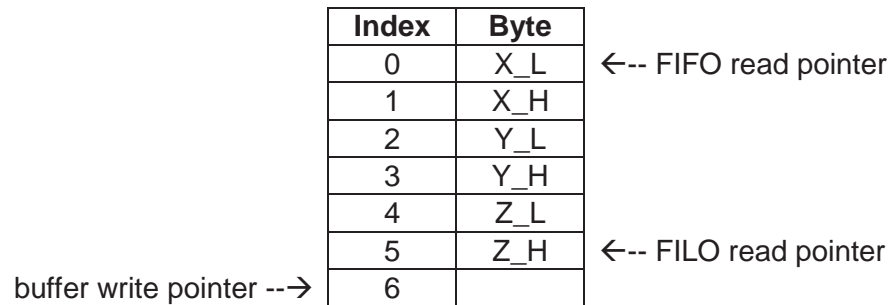 Index Byte
0 X_L ←-- FIFO read pointer
1 X_H
2 Y_L
3 Y_H
4 Z_L
5 Z_H ←-- FILO read pointer
buffer write pointer --→ 6